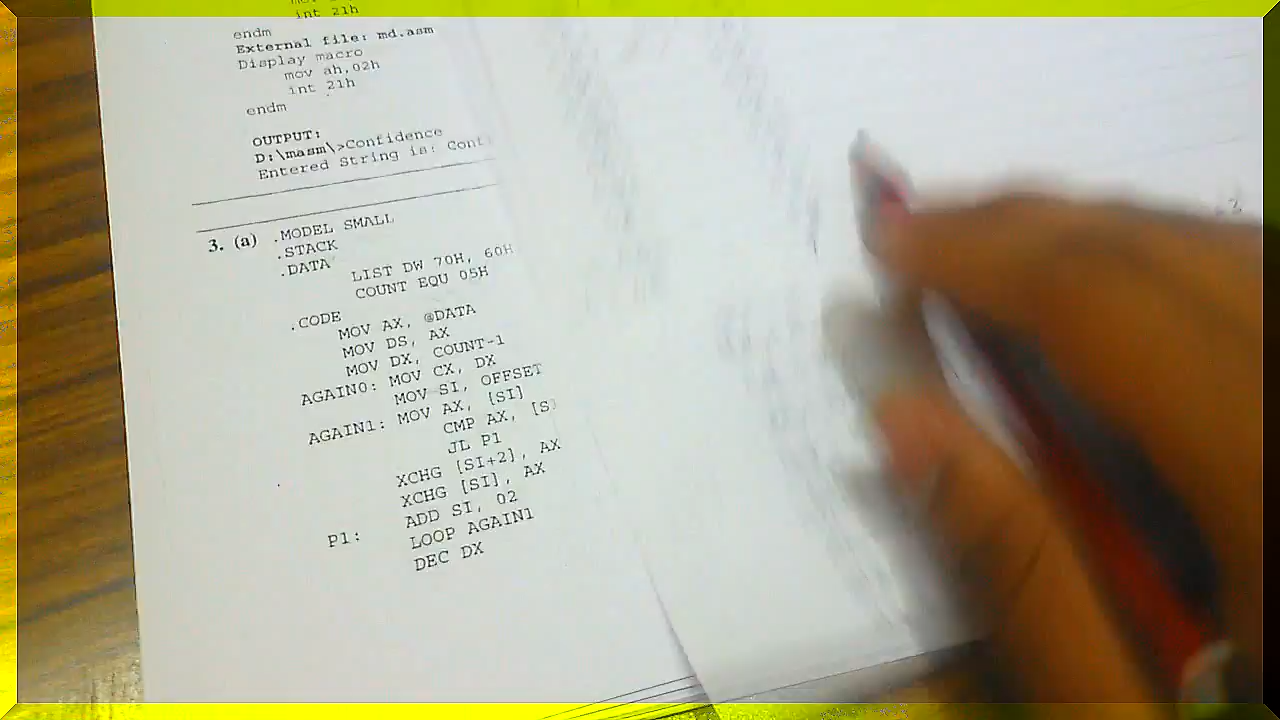 int 21h
endm
External file: md.asm
Display macro
mov ah,02h
int 21h
endm
OUTPUT:
D:\masm\>Confidence
Entered String is:
3. (a) .MODEL SMALL
.STACK
.DATA
LIST DW 70H, 60H
COUNT EQU 05H
.CODE
MOV AX, @DATA
MOV DS, AX
MOV DX, COUNT-1
AGAIN0: MOV CX, DX
MOV SI, OFFSET
AGAIN1: MOV AX, [SI]
CMP AX,
JL P1
XCHG [SI+2], AX
XCHG [SI], AX
ADD SI, 02
P1: LOOP AGAIN1
DEC DX